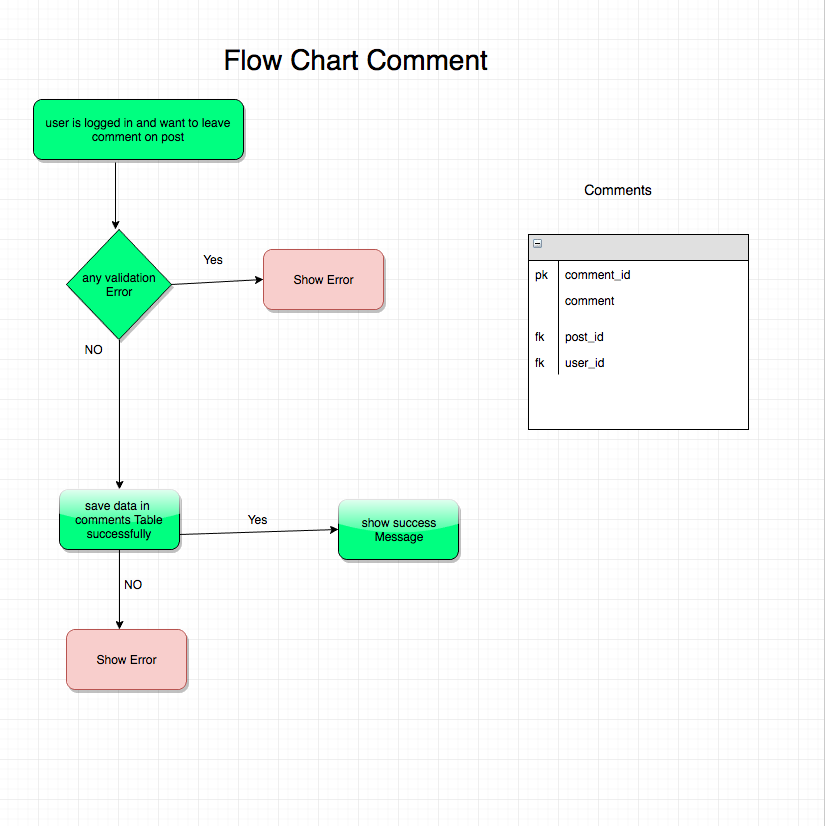 Flow Chart Comment
user is logged in and want to leave
comment on post
any validation
Error
Yes
Show Error
NO
save data in
comments Table
successfully
Yes
show success
Message
NO
Show Error
Comments
pk comment_id
comment
fk post_id
fk user_id